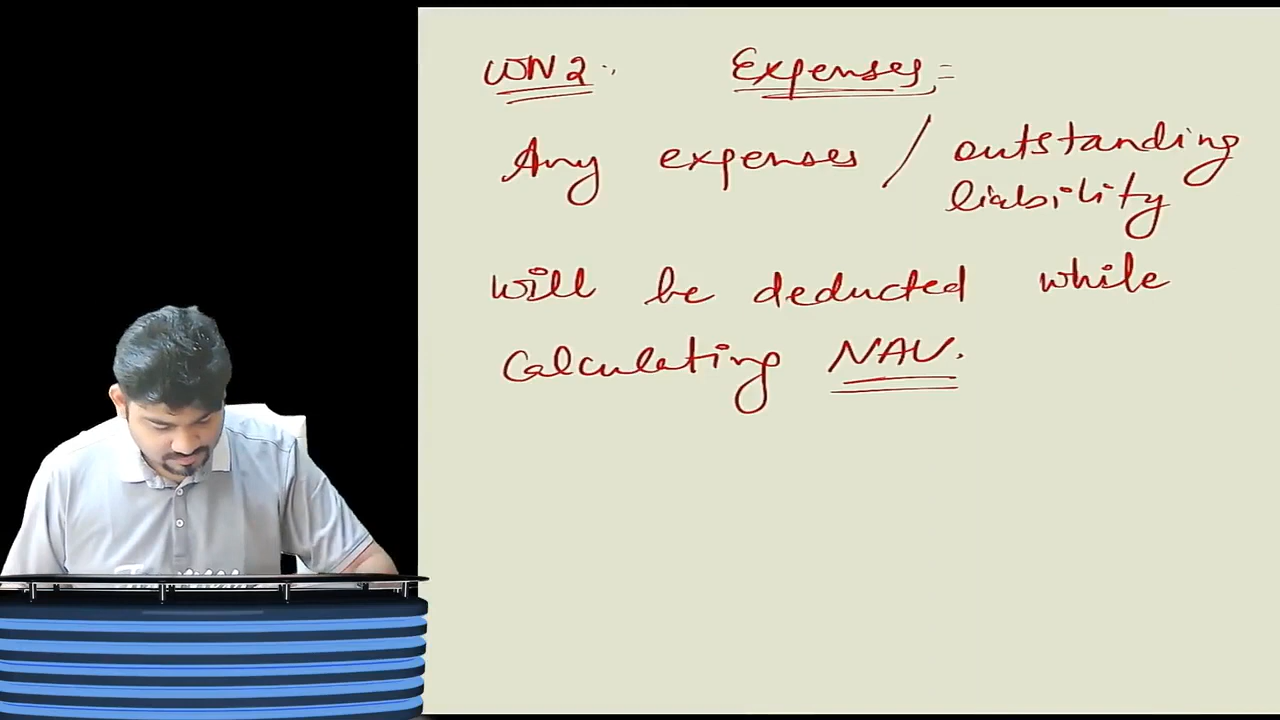 WN 2:
Expenses =
Any expenses / outstanding
liability
will be deducted while
calculating NAV.